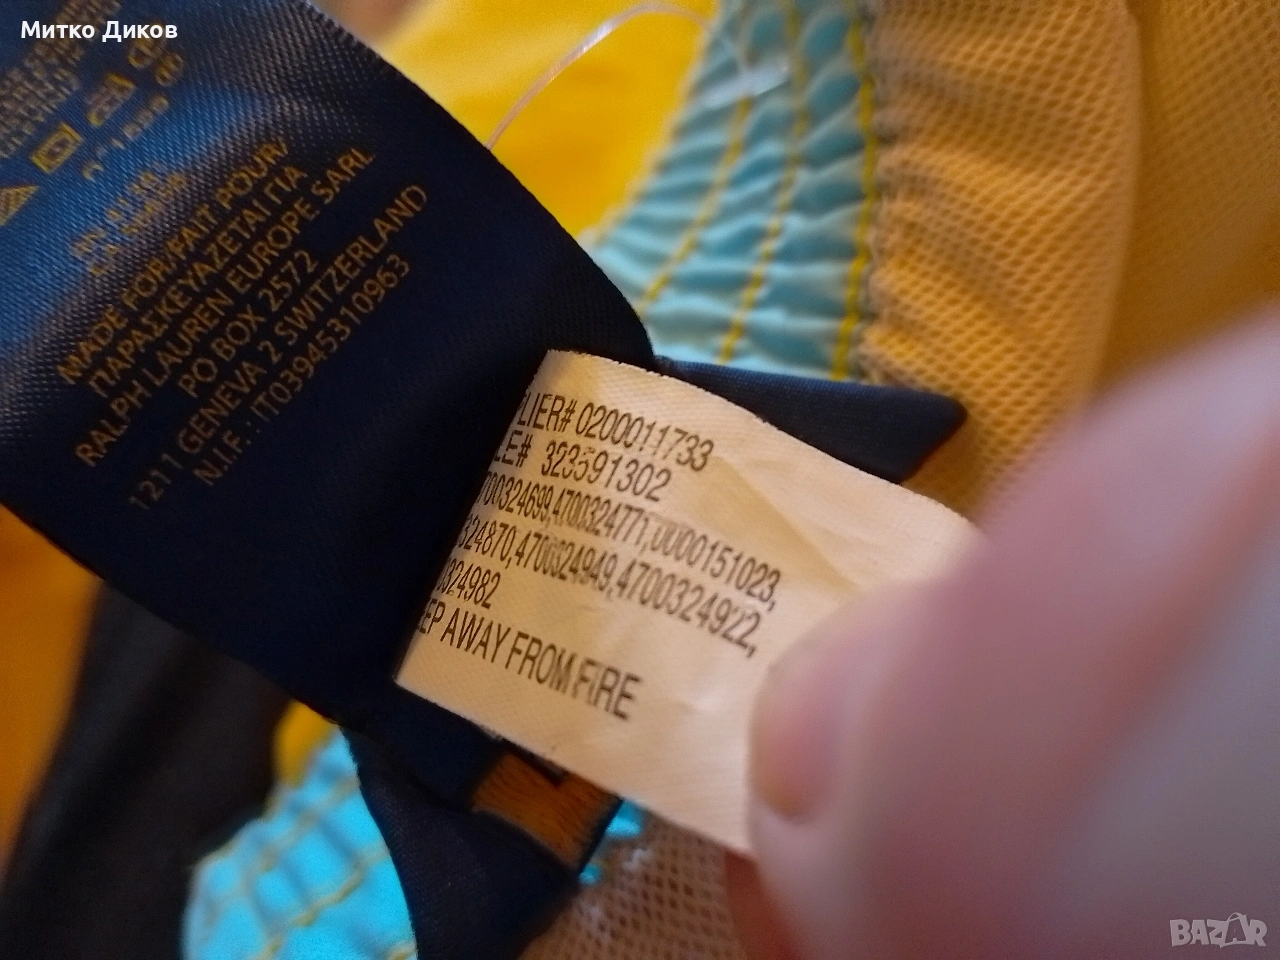 Митко Диков
MADE FOR/FAIT POUR/
ΠΑΡΑΣΚΕΥΑΖΕΤΑΙ ΓΙΑ
RALPH LAUREN EUROPE SARL
PO BOX 2572
1211 GENEVA 2 SWITZERLAND
N.I.F.: IT03945310963
LIER# 0200011733
LE# 323591302
700324699,4700324771,0000151023,
324870,4700324949,4700324922,
324982
EP AWAY FROM FIRE
BAZAR